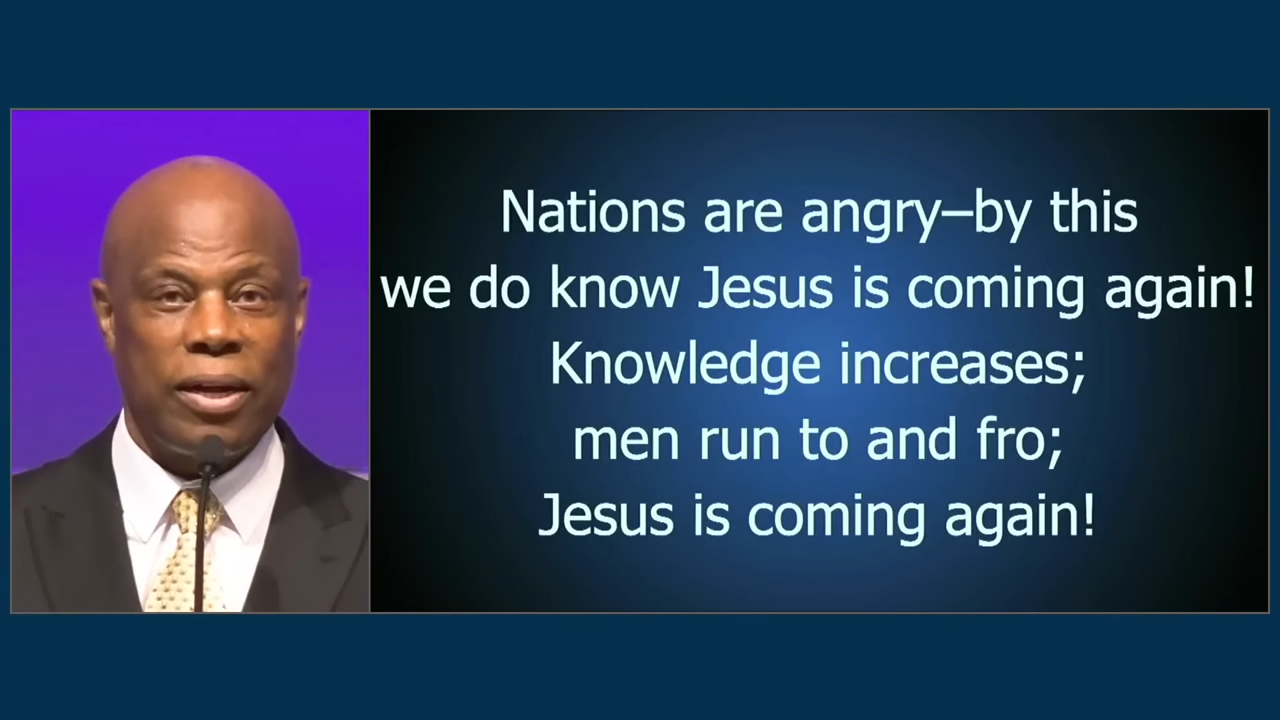 Nations are angry–by this
we do know Jesus is coming again!
Knowledge increases;
men run to and fro;
Jesus is coming again!